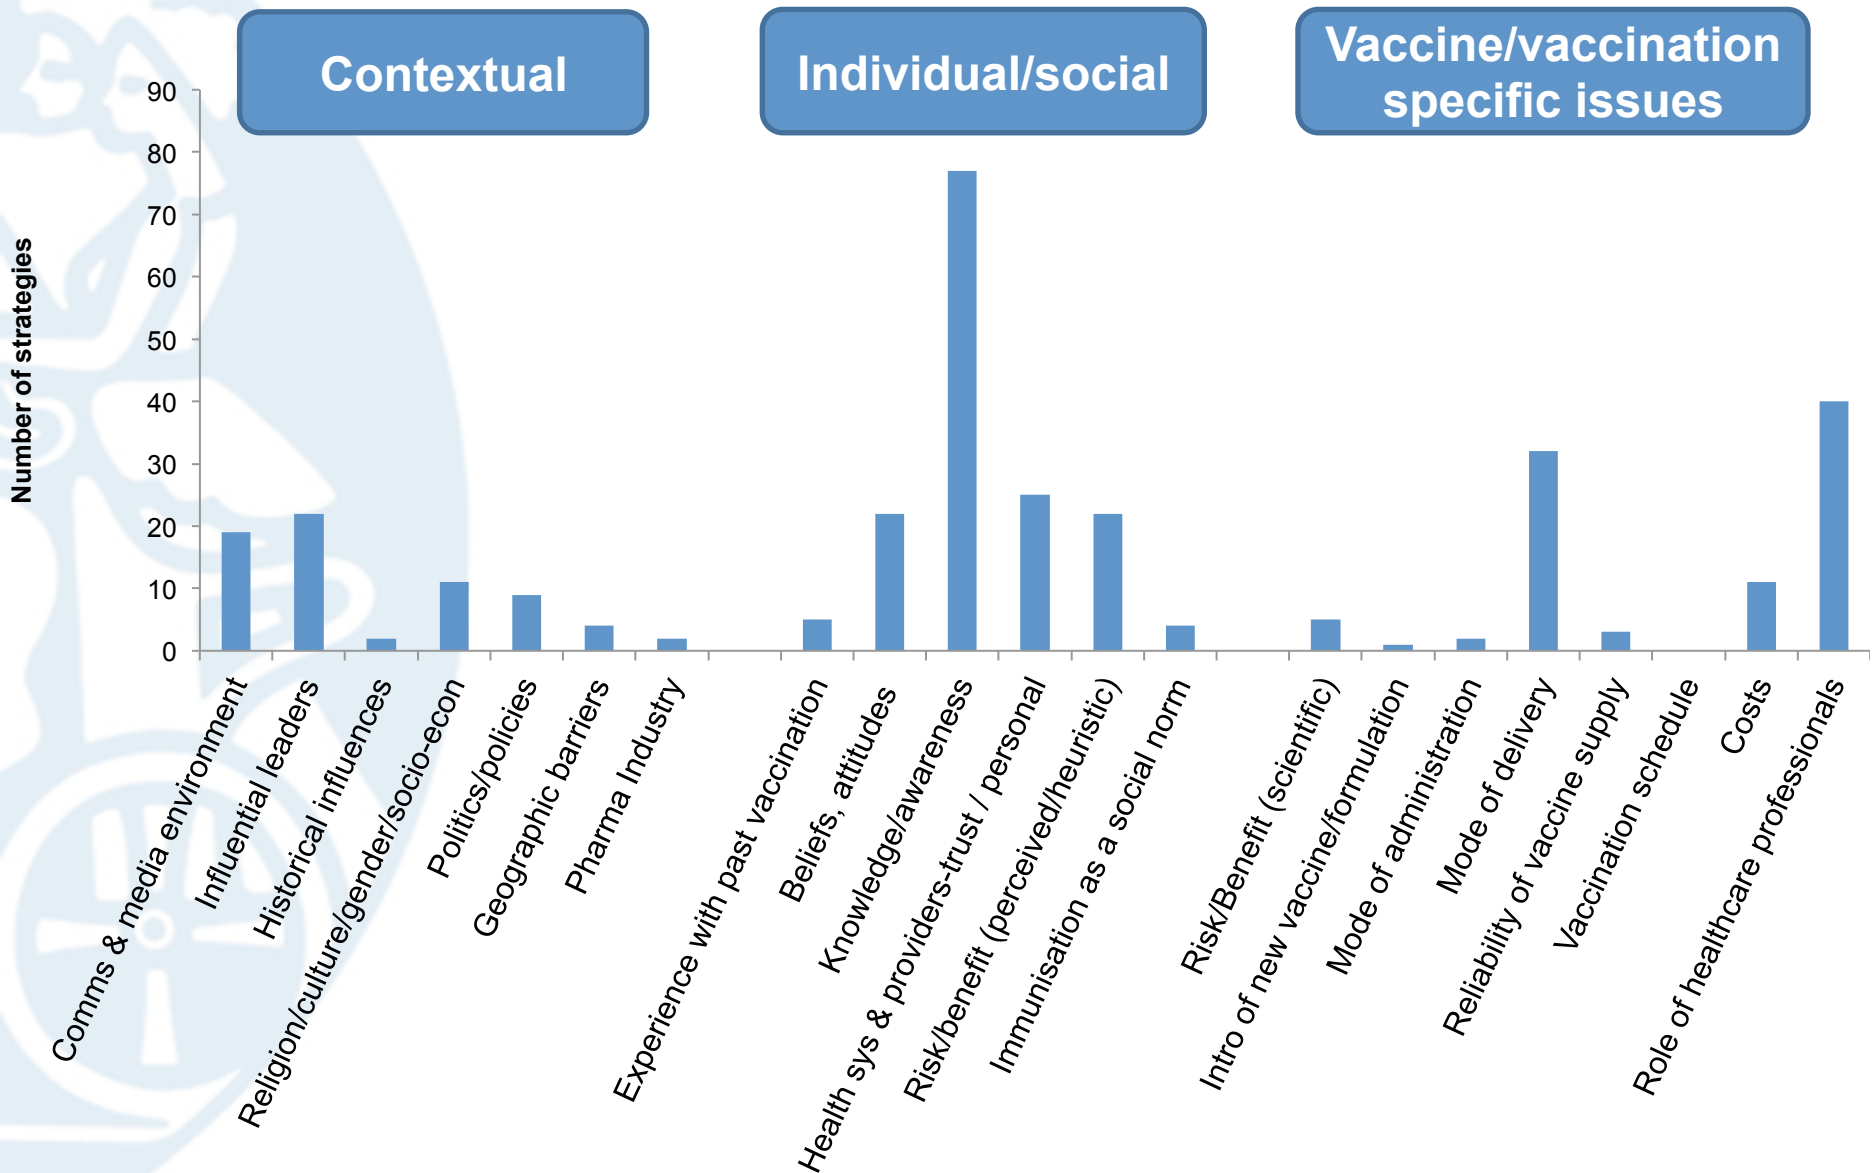 Contextual
Individual/social
Vaccine/vaccination
specific issues
Number of strategies
90
80
70
60
50
40
30
20
10
0
Comms & media environment
Influential leaders
Historical influences
Religion/culture/gender/socio-econ
Politics/policies
Geographic barriers
Pharma Industry
Experience with past vaccination
Beliefs, attitudes
Knowledge/awareness
Health sys & providers-trust / personal
Risk/benefit (perceived/heuristic)
Immunisation as a social norm
Risk/Benefit (scientific)
Intro of new vaccine/formulation
Mode of administration
Mode of delivery
Reliability of vaccine supply
Vaccination schedule
Costs
Role of healthcare professionals